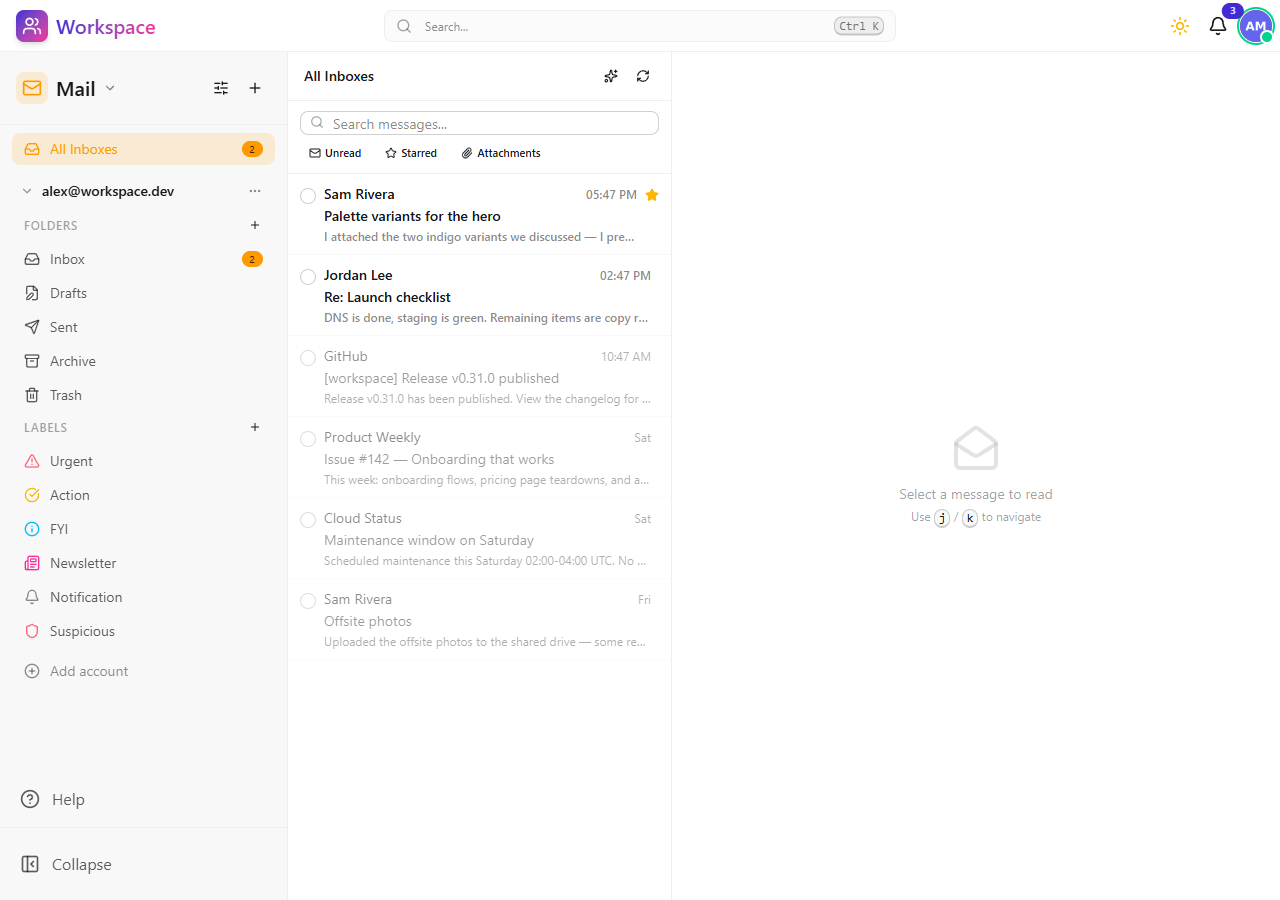 Workspace
Search...
Ctrl K
3
AM
Mail
All Inboxes
2
alex@workspace.dev
FOLDERS
Inbox
2
Drafts
Sent
Archive
Trash
LABELS
Urgent
Action
FYI
Newsletter
Notification
Suspicious
Add account
Help
Collapse
All Inboxes
Search messages...
Unread
Starred
Attachments
Sam Rivera
05:47 PM
Palette variants for the hero
I attached the two indigo variants we discussed — I pre...
Jordan Lee
02:47 PM
Re: Launch checklist
DNS is done, staging is green. Remaining items are copy r...
GitHub
10:47 AM
[workspace] Release v0.31.0 published
Release v0.31.0 has been published. View the changelog for ...
Product Weekly
Sat
Issue #142 — Onboarding that works
This week: onboarding flows, pricing page teardowns, and a...
Cloud Status
Sat
Maintenance window on Saturday
Scheduled maintenance this Saturday 02:00-04:00 UTC. No ...
Sam Rivera
Fri
Offsite photos
Uploaded the offsite photos to the shared drive — some re...
Select a message to read
Use j / k to navigate